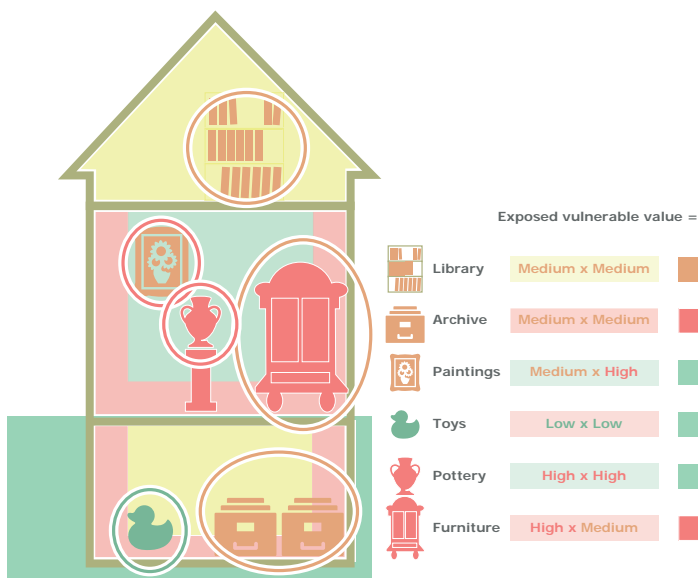 Exposed vulnerable value =
Library Medium x Medium
Archive Medium x Medium
Paintings Medium x High
Toys Low x Low
Pottery High x High
Furniture High x Medium